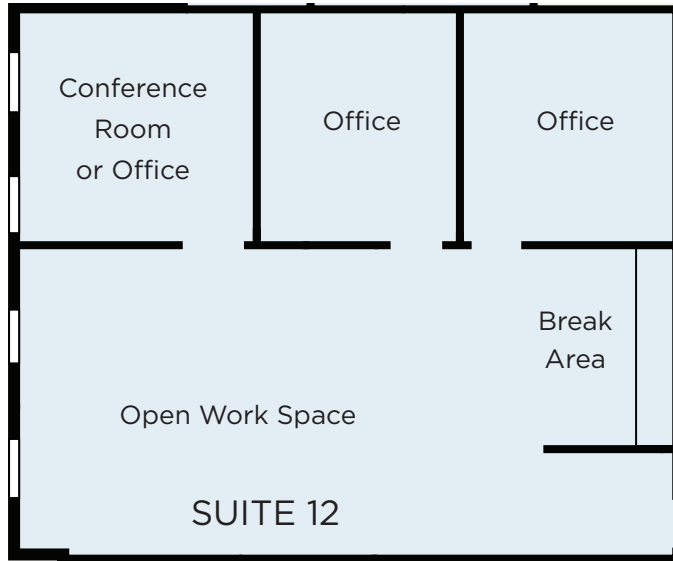 Conference
Room
or Office
Office
Office
Break
Area
Open Work Space
SUITE 12